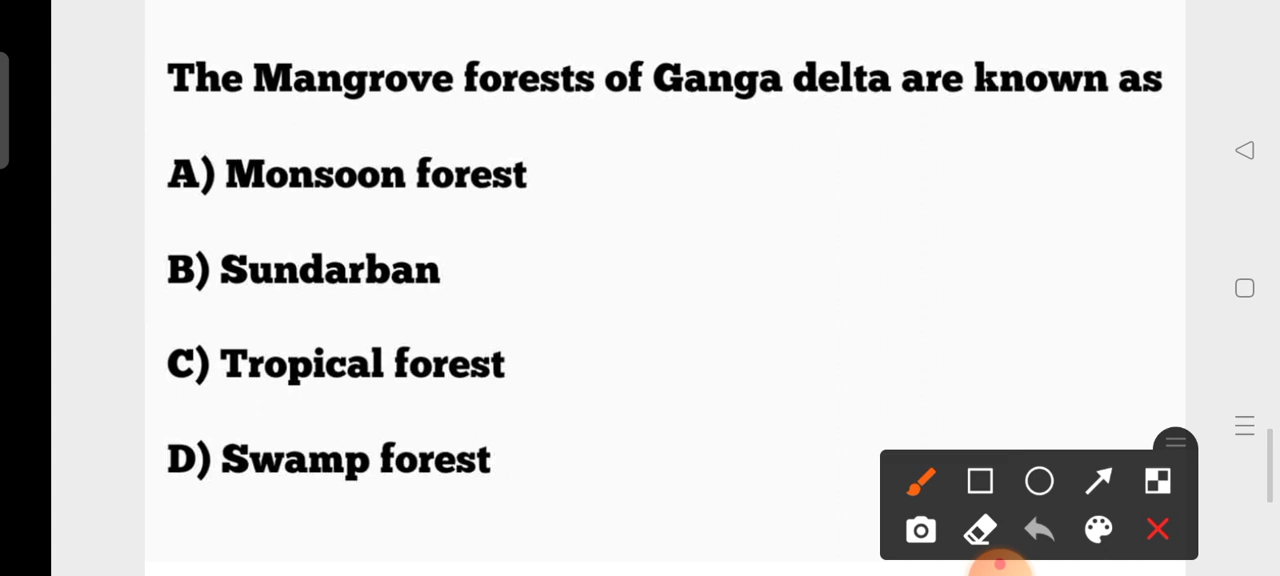 The Mangrove forests of Ganga delta are known as
A) Monsoon forest
B) Sundarban
C) Tropical forest
D) Swamp forest